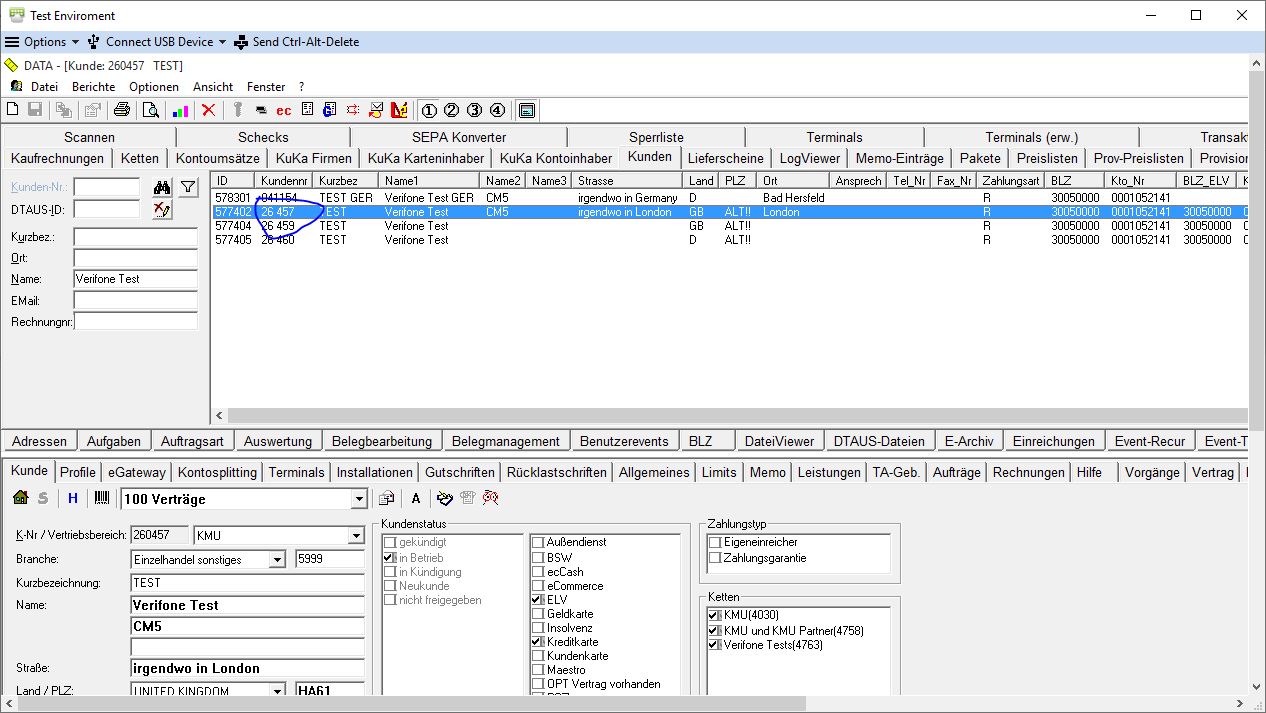 Test Enviroment
Options Connect USB Device Send Ctrl-Alt-Delete
DATA - [Kunde: 260457 TEST]
Datei Berichte Optionen Ansicht Fenster ?
ec 1 2 3 4
Scannen Schecks SEPA Konverter Sperrliste Terminals Terminals (erw.) Transakt
Kaufrechnungen Ketten Kontoumsätze KuKa Firmen KuKa Karteninhaber KuKa Kontoinhaber Kunden Lieferscheine LogViewer Memo-Einträge Pakete Preislisten Prov-Preislisten Provision
Kunden-Nr.:
DTAUS-ID:
Kurzbez.:
Ort:
Name: Verifone Test
EMail:
Rechnungnr:
ID Kundennr Kurzbez Name1 Name2 Name3 Strasse Land PLZ Ort Ansprech Tel_Nr Fax_Nr Zahlungsart BLZ Kto_Nr BLZ_ELV K
578301 041154 TEST GER Verifone Test GER CM5 irgendwo in Germany D Bad Hersfeld R 30050000 0001052141
577402 26 457 TEST Verifone Test CM5 irgendwo in London GB ALT!! London R 30050000 0001052141 30050000 0
577404 26 459 TEST Verifone Test GB ALT!! R 30050000 0001052141 30050000 0
577405 26 460 TEST Verifone Test D ALT!! R 30050000 0001052141 30050000 0
Adressen Aufgaben Auftragsart Auswertung Belegbearbeitung Belegmanagement Benutzerevents BLZ DateiViewer DTAUS-Dateien E-Archiv Einreichungen Event-Recur Event-T
Kunde Profile eGateway Kontosplitting Terminals Installationen Gutschriften Rücklastschriften Allgemeines Limits Memo Leistungen TA-Geb. Aufträge Rechnungen Hilfe Vorgänge Vertrag
S H 100 Verträge A
K-Nr / Vertriebsbereich: 260457 KMU
Branche: Einzelhandel sonstiges 5999
Kurzbezeichnung: TEST
Name: Verifone Test
CM5
Straße: irgendwo in London
Land / PLZ: UNITED KINGDOM HA61
Kundenstatus
gekündigt
in Betrieb
in Kündigung
Neukunde
nicht freigegeben
Außendienst
BSW
ecCash
eCommerce
ELV
Geldkarte
Insolvenz
Kreditkarte
Kundenkarte
Maestro
OPT Vertrag vorhanden
Zahlungstyp
Eigeneinreicher
Zahlungsgarantie
Ketten
KMU(4030)
KMU und KMU Partner(4758)
Verifone Tests(4763)